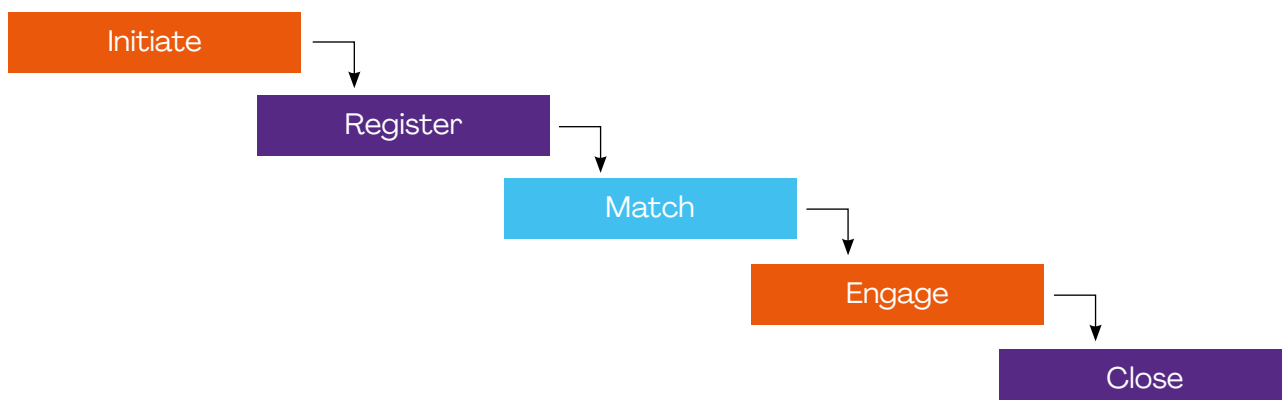 Initiate
Register
Match
Engage
Close